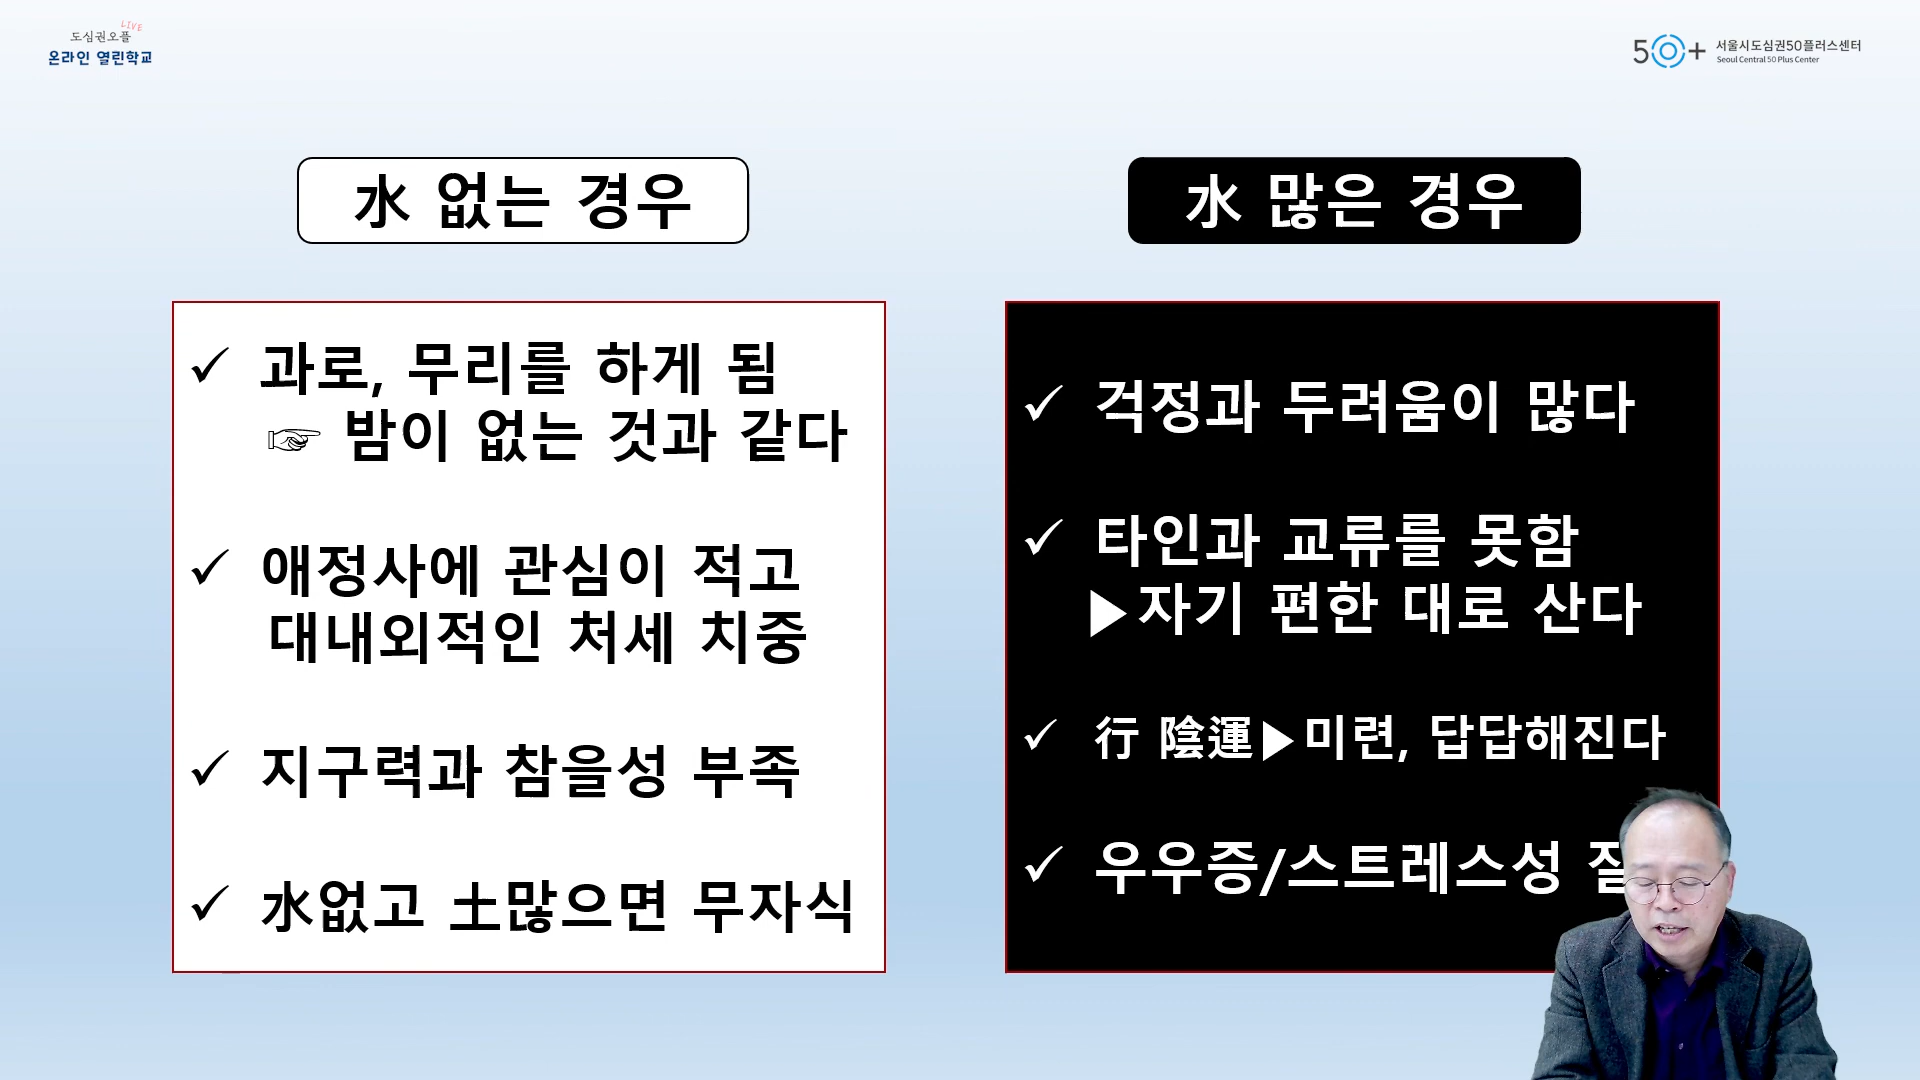 도심권오플
LIVE
온라인 열린학교
50+ 서울시도심권50플러스센터
Seoul Central 50 Plus Center
水 없는 경우
✓ 과로, 무리를 하게 됨
☞ 밤이 없는 것과 같다
✓ 애정사에 관심이 적고
대내외적인 처세 치중
✓ 지구력과 참을성 부족
✓ 水없고 土많으면 무자식
水 많은 경우
✓ 걱정과 두려움이 많다
✓ 타인과 교류를 못함
▶자기 편한 대로 산다
✓ 行 陰運▶미련, 답답해진다
✓ 우우증/스트레스성